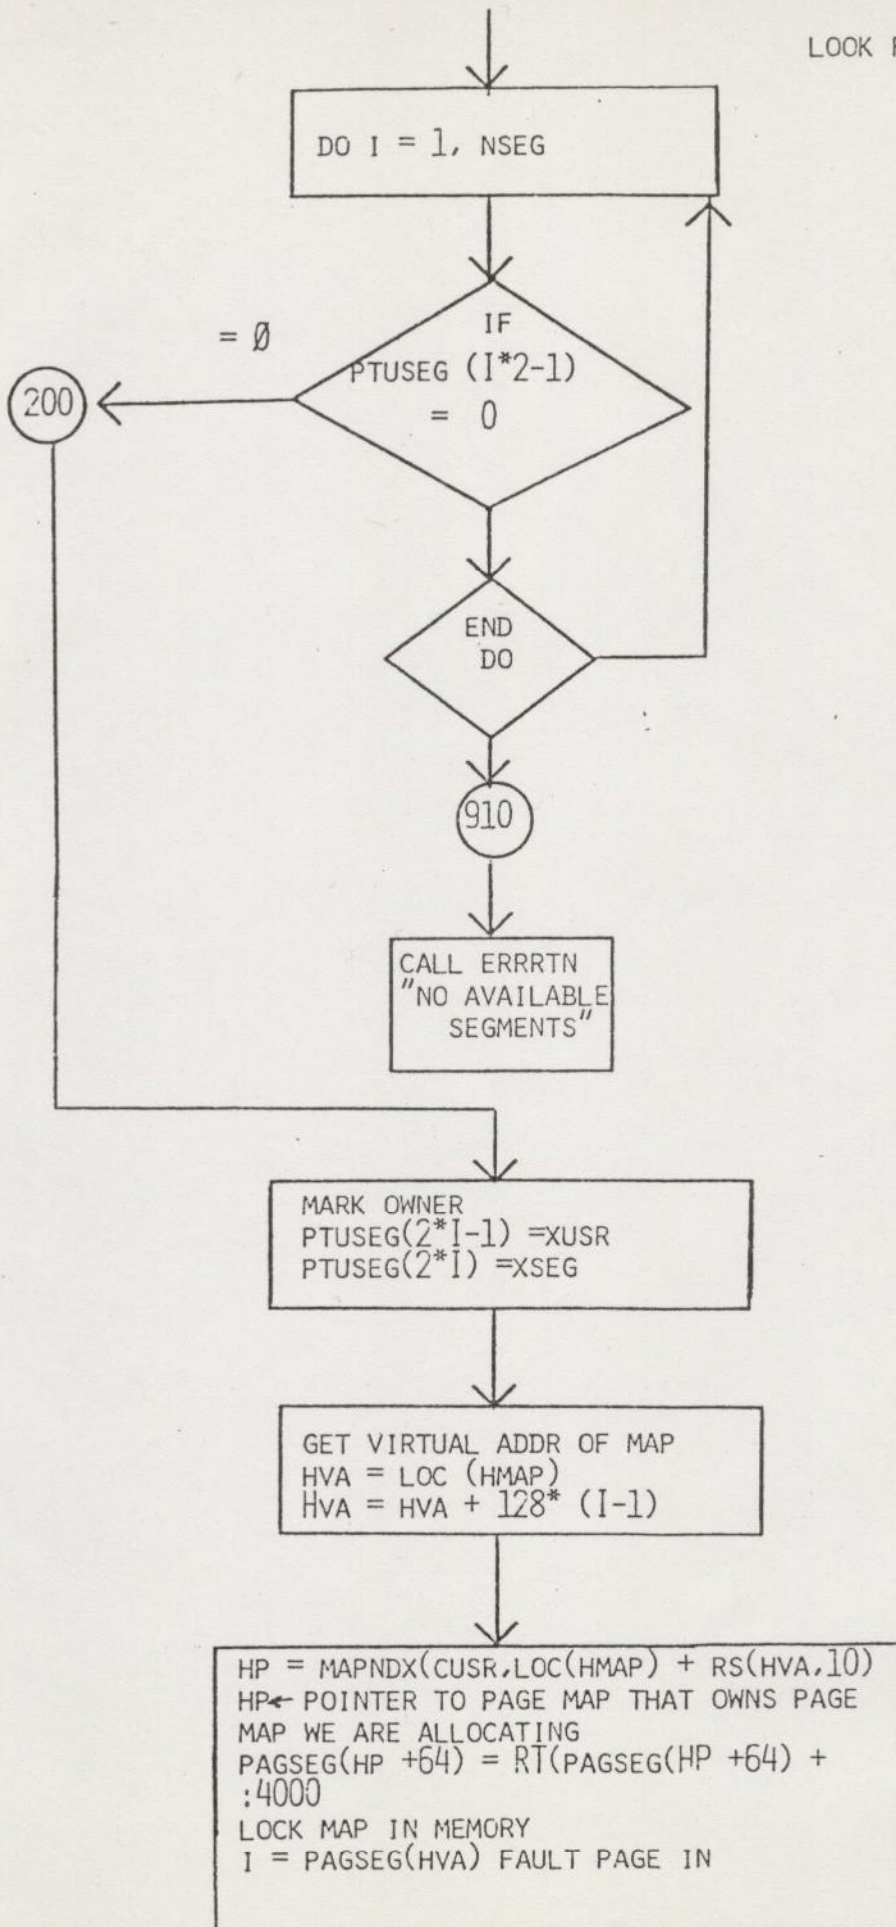 LOOK
DO I = 1, NSEG
IF
PTUSEG (I*2-1)
= 0
= Ø
200
END
DO
910
CALL ERRRTN
"NO AVAILABLE
SEGMENTS"
MARK OWNER
PTUSEG(2*I-1) =XUSR
PTUSEG(2*I) =XSEG
GET VIRTUAL ADDR OF MAP
HVA = LOC (HMAP)
HVA = HVA + 128* (I-1)
HP = MAPNDX(CUSR,LOC(HMAP) + RS(HVA,10)
HP← POINTER TO PAGE MAP THAT OWNS PAGE
MAP WE ARE ALLOCATING
PAGSEG(HP +64) = RT(PAGSEG(HP +64) +
:4000
LOCK MAP IN MEMORY
I = PAGSEG(HVA) FAULT PAGE IN